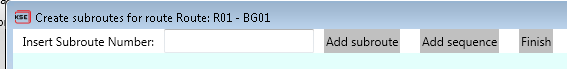 KSE Create subroutes for route Route: R01 - BG01
Insert Subroute Number: Add subroute Add sequence Finish